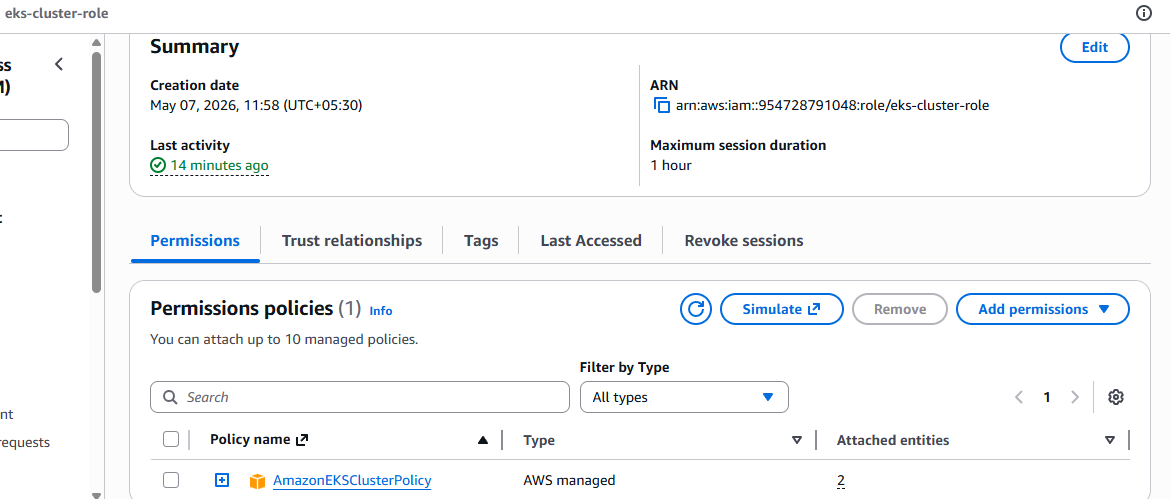 eks-cluster-role
ss
M)
Summary
Edit
Creation date
May 07, 2026, 11:58 (UTC+05:30)
ARN
arn:aws:iam::954728791048:role/eks-cluster-role
Last activity
14 minutes ago
Maximum session duration
1 hour
Permissions
Trust relationships
Tags
Last Accessed
Revoke sessions
Permissions policies (1) Info
Simulate
Remove
Add permissions
You can attach up to 10 managed policies.
Filter by Type
Search
All types
1
nt
requests
Policy name
Type
Attached entities
AmazonEKSClusterPolicy
AWS managed
2